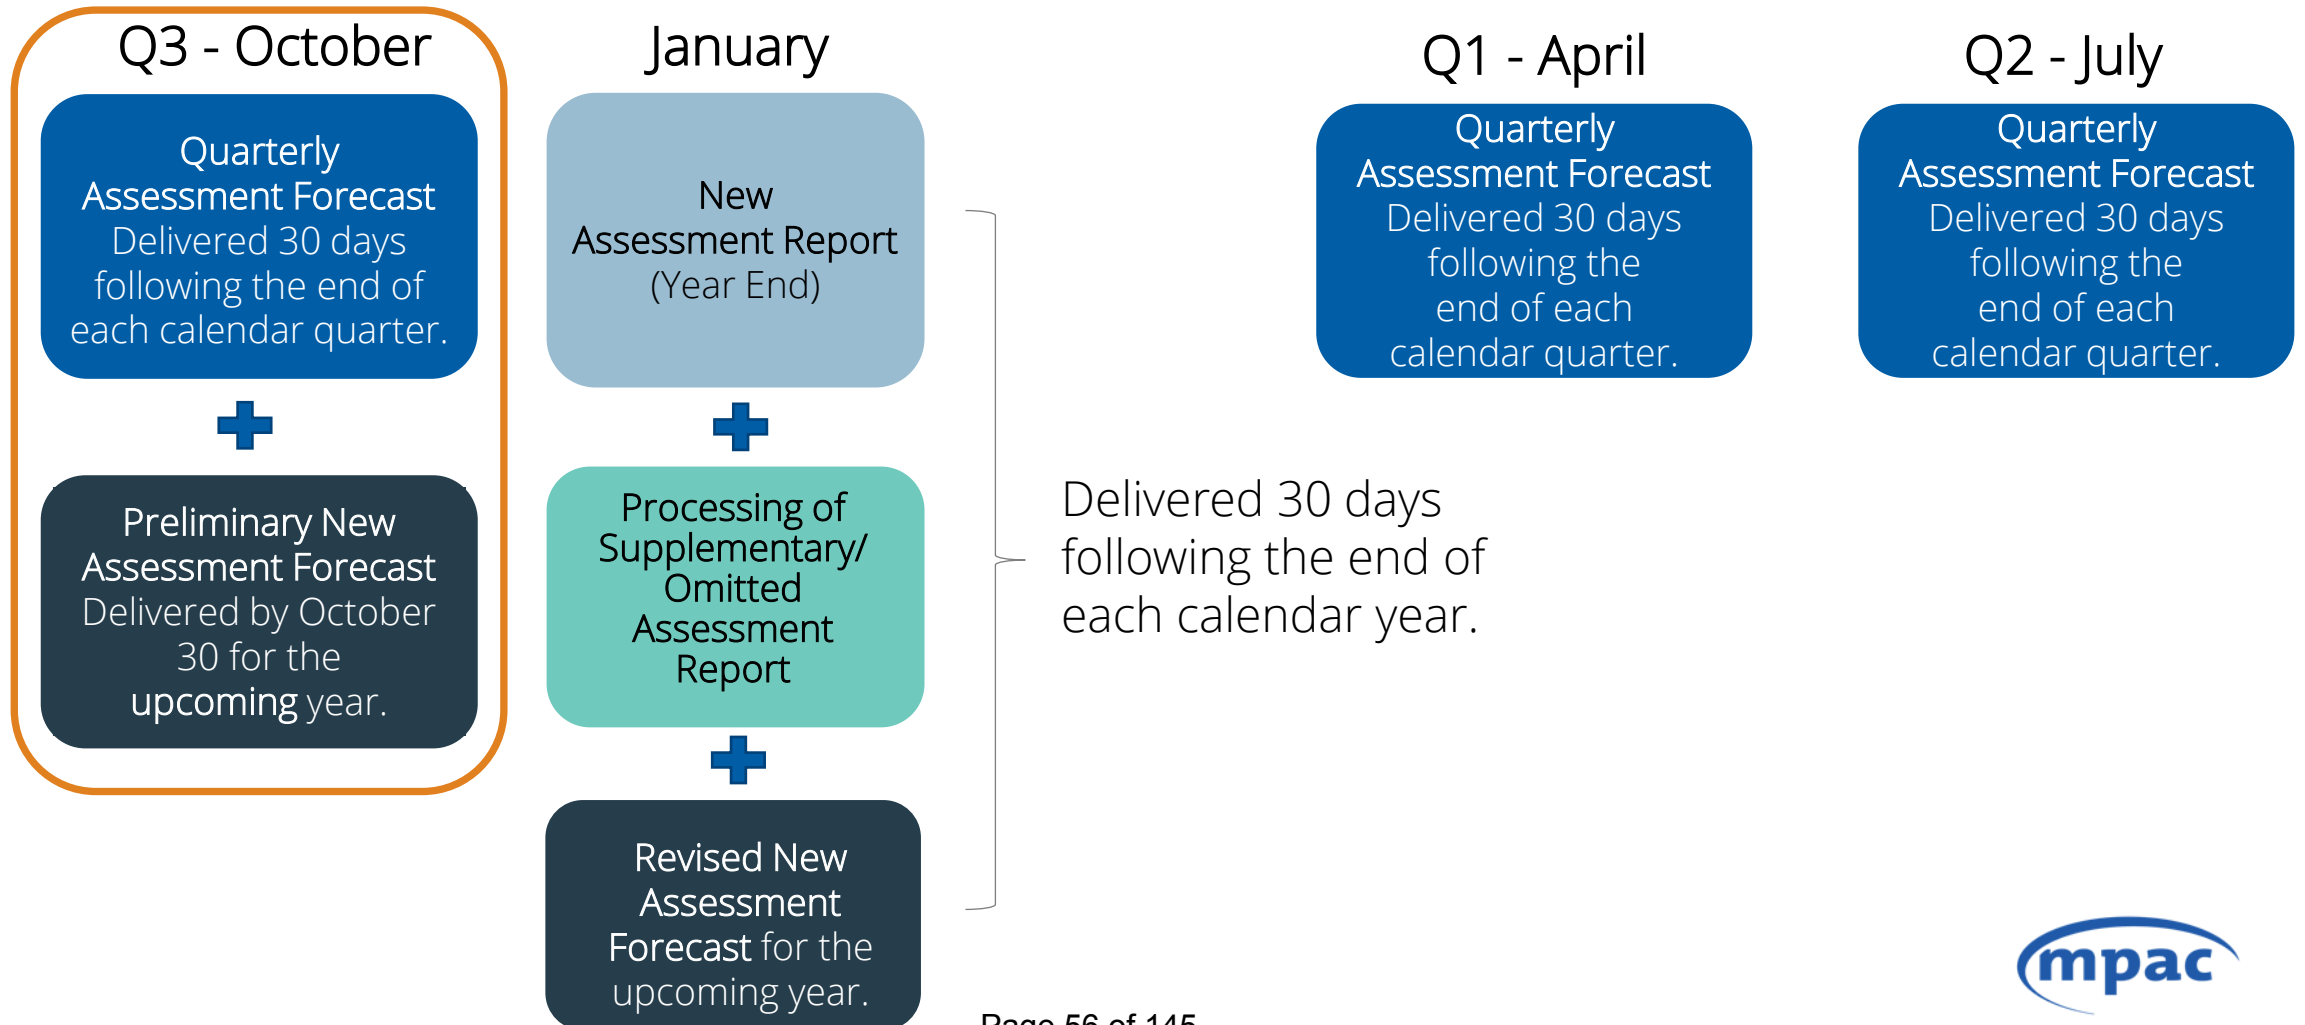 Q3 - October
Quarterly
Assessment Forecast
Delivered 30 days
following the end of
each calendar quarter.
Preliminary New
Assessment Forecast
Delivered by October
30 for the
upcoming year.
January
New
Assessment Report
(Year End)
Processing of
Supplementary/
Omitted
Assessment
Report
Revised New
Assessment
Forecast for the
upcoming year.
Delivered 30 days
following the end of
each calendar year.
Q1 - April
Quarterly
Assessment Forecast
Delivered 30 days
following the
end of each
calendar quarter.
Q2 - July
Quarterly
Assessment Forecast
Delivered 30 days
following the
end of each
calendar quarter.
mpac
Page 56 of 145